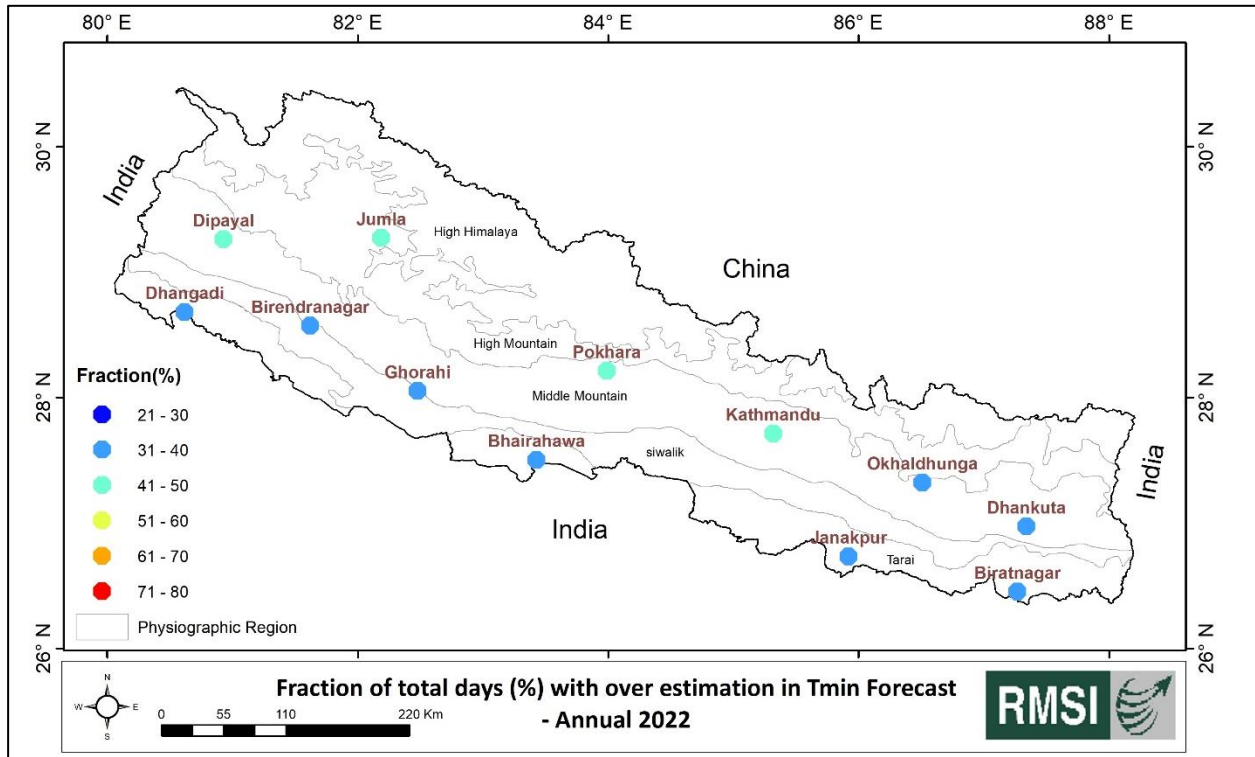 80° E 82° E 84° E 86° E 88° E
30° N
28° N
26° N
30° N
28° N
26° N
India
Dipayal
Jumla
High Himalaya
China
Dhangadi
Birendranagar
High Mountain
Pokhara
Ghorahi
Middle Mountain
Kathmandu
Bhairahawa
siwalik
Okhaldhunga
India
Dhankuta
India
Janakpur
Tarai
Biratnagar
Fraction(%)
21 - 30
31 - 40
41 - 50
51 - 60
61 - 70
71 - 80
Physiographic Region
N
W E
S
0 55 110 220 Km
Fraction of total days (%) with over estimation in Tmin Forecast
- Annual 2022
RMSI